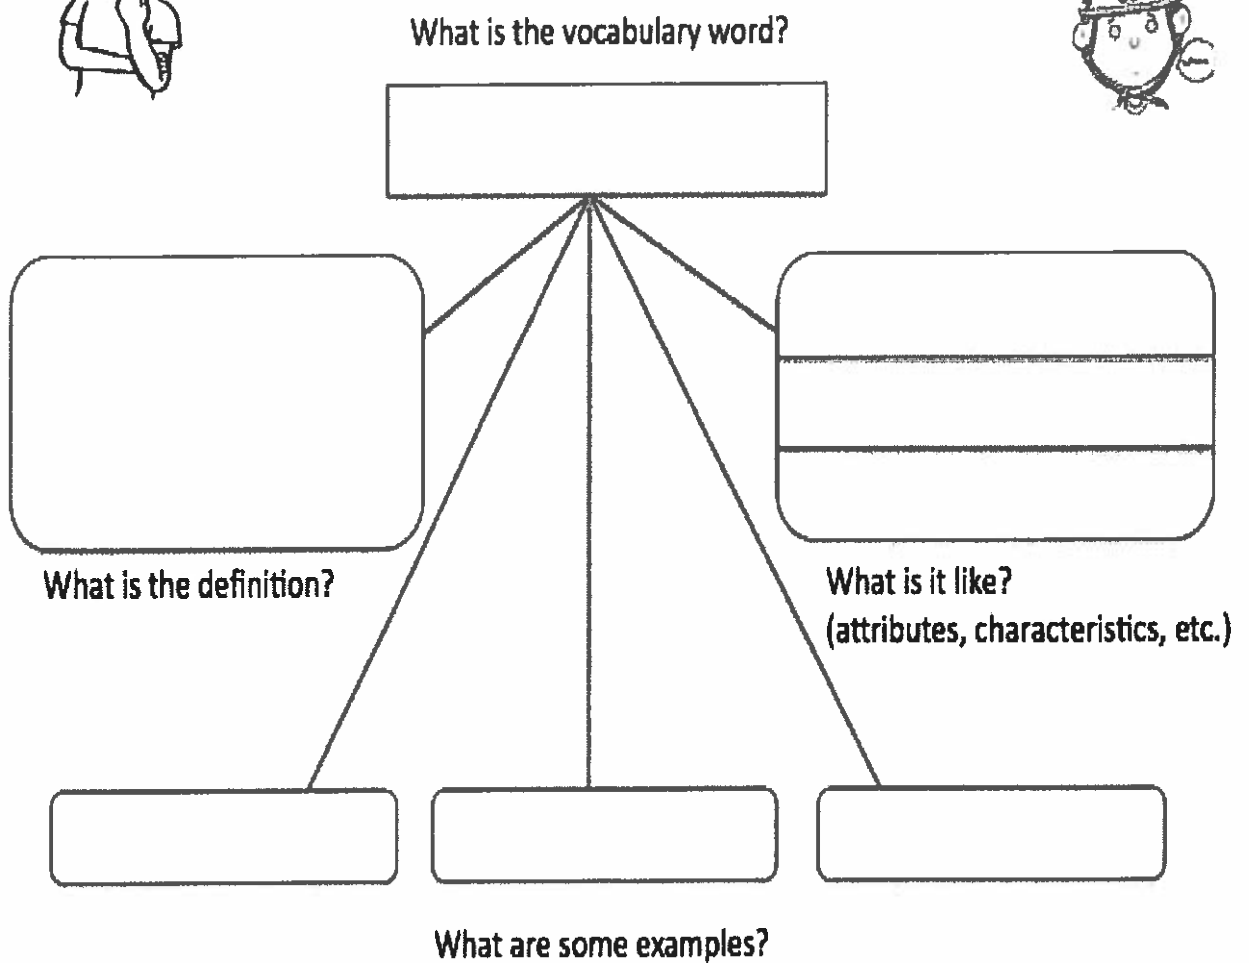 What is the vocabulary word?
What is the definition?
What is it like?
(attributes, characteristics, etc.)
What are some examples?